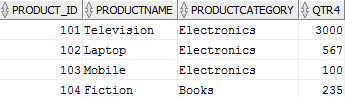 PRODUCT_ID PRODUCTNAME PRODUCTCATEGORY QTR4
101 Television Electronics 3000
102 Laptop Electronics 567
103 Mobile Electronics 100
104 Fiction Books 235